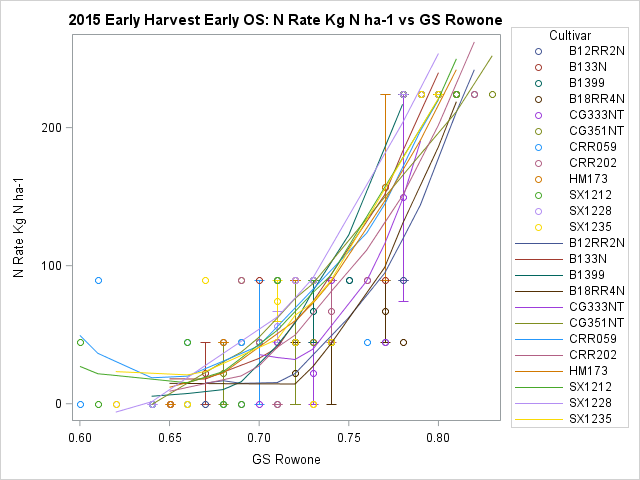 2015 Early Harvest Early OS: N Rate Kg N ha-1 vs GS Rowone
Cultivar
B12RR2N
B133N
B1399
B18RR4N
CG333NT
CG351NT
CRR059
CRR202
HM173
SX1212
SX1228
SX1235
B12RR2N
B133N
B1399
B18RR4N
CG333NT
CG351NT
CRR059
CRR202
HM173
SX1212
SX1228
SX1235
N Rate Kg N ha-1
200
100
0
0.60
0.65
0.70
0.75
0.80
GS Rowone